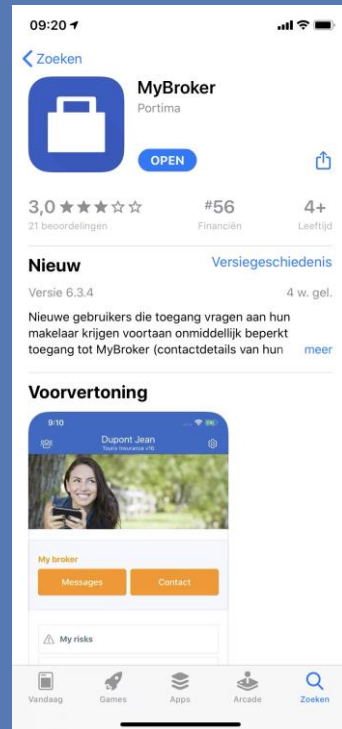 09:20
Zoeken
MyBroker
Portima
OPEN
3,0 #56 4+
21 beoordelingen Financiën Leeftijd
Nieuw Versiegeschiedenis
Versie 6.3.4 4 w. gel.
Nieuwe gebruikers die toegang vragen aan hun
makelaar krijgen voortaan onmiddellijk beperkt
toegang tot MyBroker (contactdetails van hun meer
Voorvertoning
9:10
Dupont Jean
My broker
Messages Contact
My risks
Vandaag Games Apps Arcade Zoeken